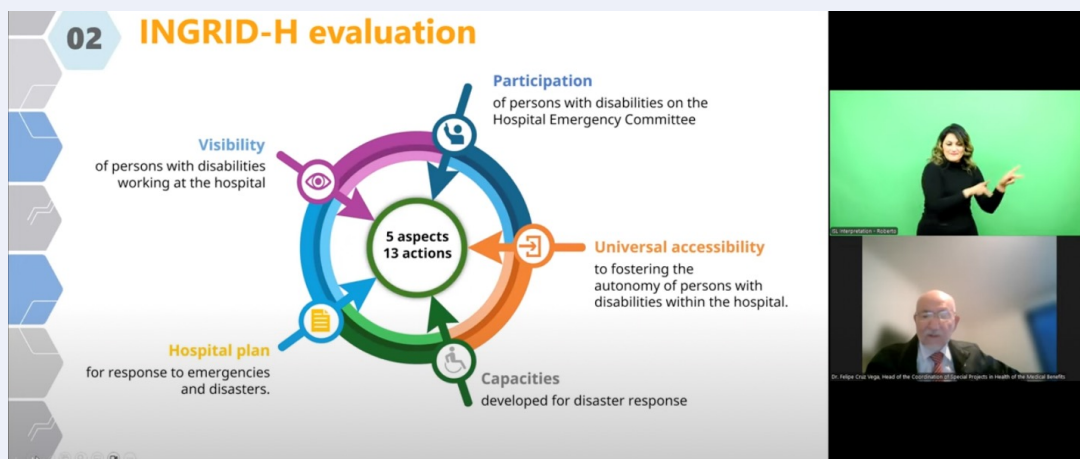 02
INGRID-H evaluation
Participation
of persons with disabilities on the
Hospital Emergency Committee
Visibility
of persons with disabilities
working at the hospital
5 aspects
13 actions
Universal accessibility
to fostering the
autonomy of persons with
disabilities within the hospital.
Hospital plan
for response to emergencies
and disasters.
Capacities
developed for disaster response
SL Interpretation - Roberto
Dr. Felipe Cruz Vega, Head of the Coordination of Special Projects in Health of the Medical Benefits